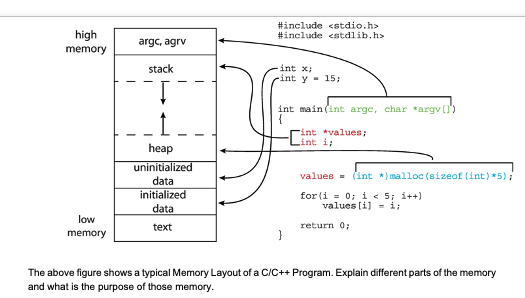 high
memory
argc, agrv
stack
heap
uninitialized
data
initialized
data
text
low
memory
#include <stdio.h>
#include <stdlib.h>
int x;
int y = 15;
int main(int argc, char *argv[])
{
int *values;
int i;
values = (int *)malloc(sizeof(int)*5);
for(i = 0; i < 5; i++)
values[i] = i;
return 0;
}
The above figure shows a typical Memory Layout of a C/C++ Program. Explain different parts of the memory
and what is the purpose of those memory.